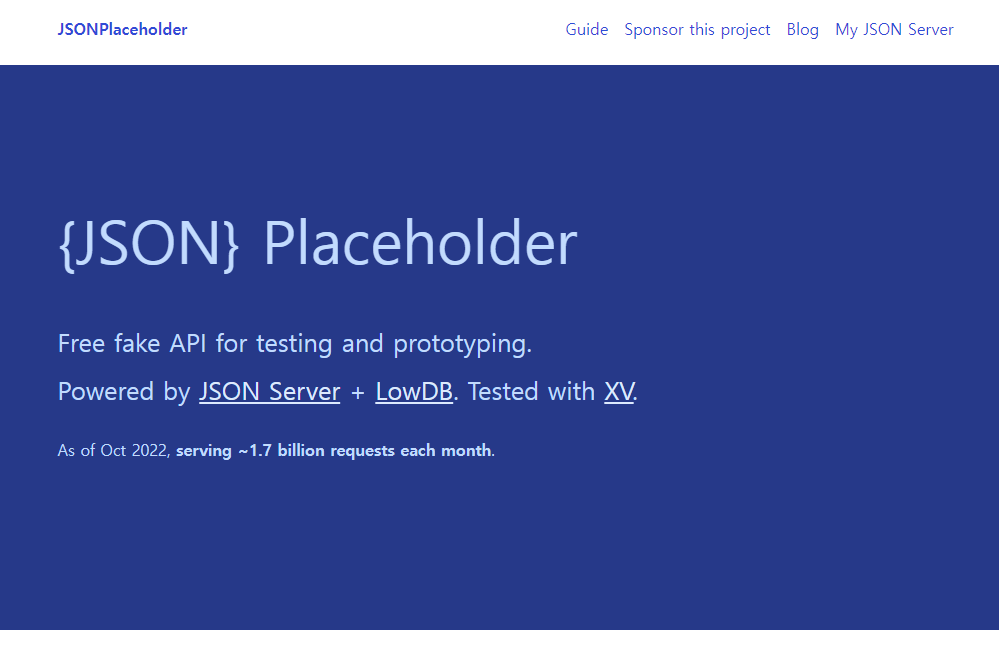 JSONPlaceholder
Guide Sponsor this project Blog My JSON Server
{JSON} Placeholder
Free fake API for testing and prototyping.
Powered by JSON Server + LowDB. Tested with XV.
As of Oct 2022, serving ~1.7 billion requests each month.